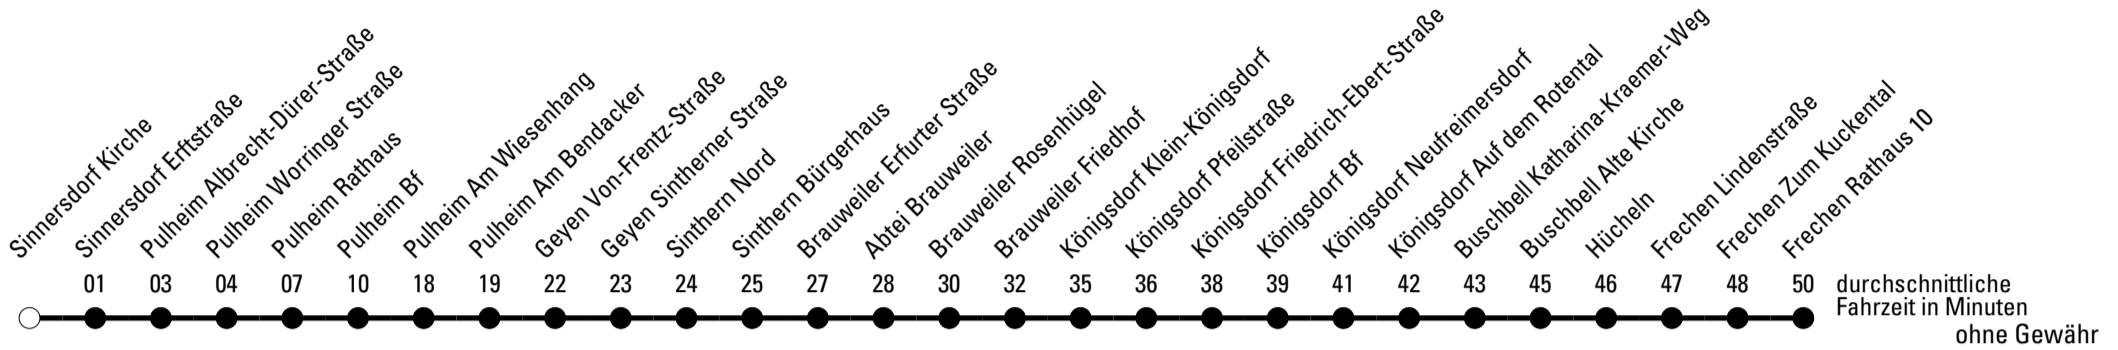 Sinnersdorf Kirche
Sinnersdorf Erftstraße
Pulheim Albrecht-Dürer-Straße
Pulheim Worringer Straße
Pulheim Rathaus
Pulheim Bf
Pulheim Am Wiesenhang
Pulheim Am Bendacker
Geyen Von-Frentz-Straße
Geyen Sintherner Straße
Sinthern Nord
Sinthern Bürgerhaus
Brauweiler Erfurter Straße
Abtei Brauweiler
Brauweiler Rosenhügel
Brauweiler Friedhof
Königsdorf Klein-Königsdorf
Königsdorf Pfeilstraße
Königsdorf Friedrich-Ebert-Straße
Königsdorf Bf
Königsdorf Neufreimersdorf
Königsdorf Auf dem Rotental
Buschbell Katharina-Kraemer-Weg
Buschbell Alte Kirche
Hücheln
Frechen Lindenstraße
Frechen Zum Kuckental
Frechen Rathaus 10
01 03 04 07 10 18 19 22 23 24 25 27 28 30 32 35 36 38 39 41 42 43 45 46 47 48 50 durchschnittliche
Fahrzeit in Minuten
ohne Gewähr